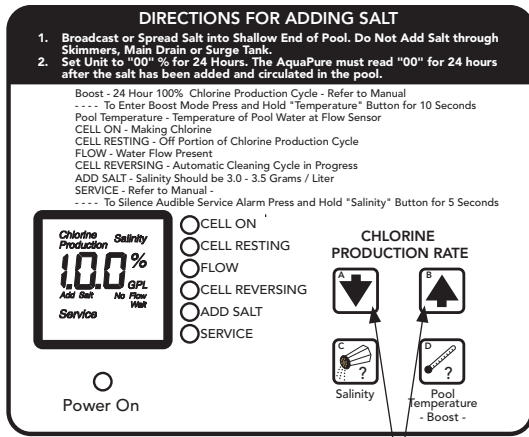 DIRECTIONS FOR ADDING SALT
1. Broadcast or Spread Salt into Shallow End of Pool. Do Not Add Salt through
Skimmers, Main Drain or Surge Tank.
2. Set Unit to "00" % for 24 Hours. The AquaPure must read "00" for 24 hours
after the salt has been added and circulated in the pool.
Boost - 24 Hour 100% Chlorine Production Cycle - Refer to Manual
- - - - To Enter Boost Mode Press and Hold "Temperature" Button for 10 Seconds
Pool Temperature - Temperature of Pool Water at Flow Sensor
CELL ON - Making Chlorine
CELL RESTING - Off Portion of Chlorine Production Cycle
FLOW - Water Flow Present
CELL REVERSING - Automatic Cleaning Cycle in Progress
ADD SALT - Salinity Should be 3.0 - 3.5 Grams / Liter
SERVICE - Refer to Manual -
- - - - To Silence Audible Service Alarm Press and Hold "Salinity" Button for 5 Seconds
Chlorine
Production Salinity
1.0.0 %
GPL
Add Salt No Flow
Wait
Service
CELL ON
CELL RESTING
FLOW
CELL REVERSING
ADD SALT
SERVICE
Power On
CHLORINE
PRODUCTION RATE
A B
C ? D ?
Salinity Pool
Temperature
- Boost -